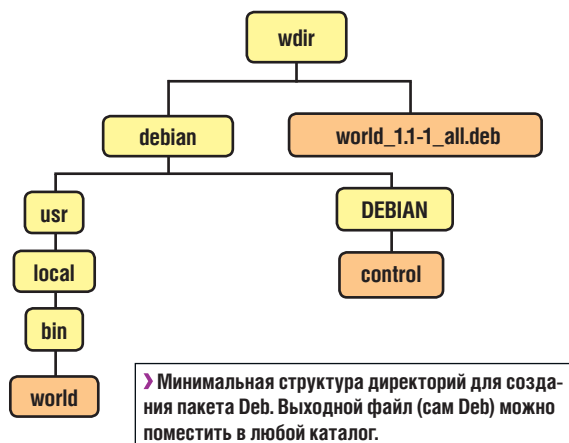 wdir
debian
world_1.1-1_all.deb
usr
DEBIAN
local
control
bin
world
❯ Минимальная структура директорий для созда-
ния пакета Deb. Выходной файл (сам Deb) можно
поместить в любой каталог.